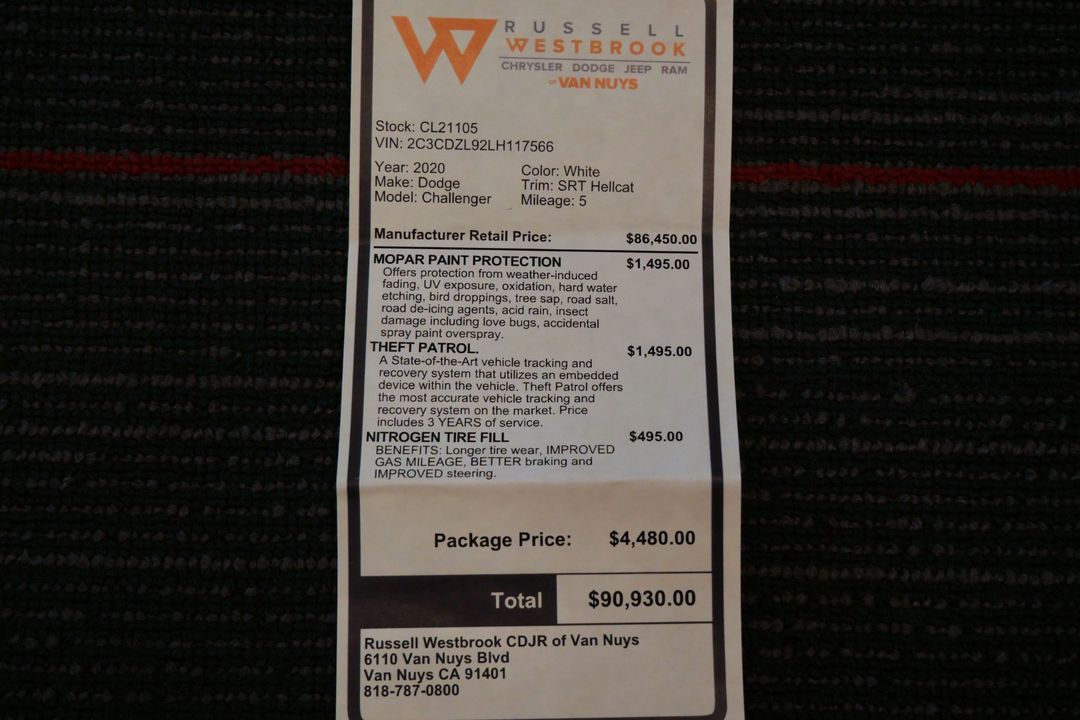 RUSSELL
WESTBROOK
CHRYSLER DODGE JEEP RAM
OF VAN NUYS
Stock: CL21105
VIN: 2C3CDZL92LH117566
Year: 2020 Color: White
Make: Dodge Trim: SRT Hellcat
Model: Challenger Mileage: 5
Manufacturer Retail Price: $86,450.00
MOPAR PAINT PROTECTION $1,495.00
Offers protection from weather-induced
fading, UV exposure, oxidation, hard water
etching, bird droppings, tree sap, road salt,
road de-icing agents, acid rain, insect
damage including love bugs, accidental
spray paint overspray.
THEFT PATROL. $1,495.00
A State-of-the-Art vehicle tracking and
recovery system that utilizes an embedded
device within the vehicle. Theft Patrol offers
the most accurate vehicle tracking and
recovery system on the market. Price
includes 3 YEARS of service.
NITROGEN TIRE FILL $495.00
BENEFITS: Longer tire wear, IMPROVED
GAS MILEAGE, BETTER braking and
IMPROVED steering.
Package Price: $4,480.00
Total $90,930.00
Russell Westbrook CDJR of Van Nuys
6110 Van Nuys Blvd
Van Nuys CA 91401
818-787-0800